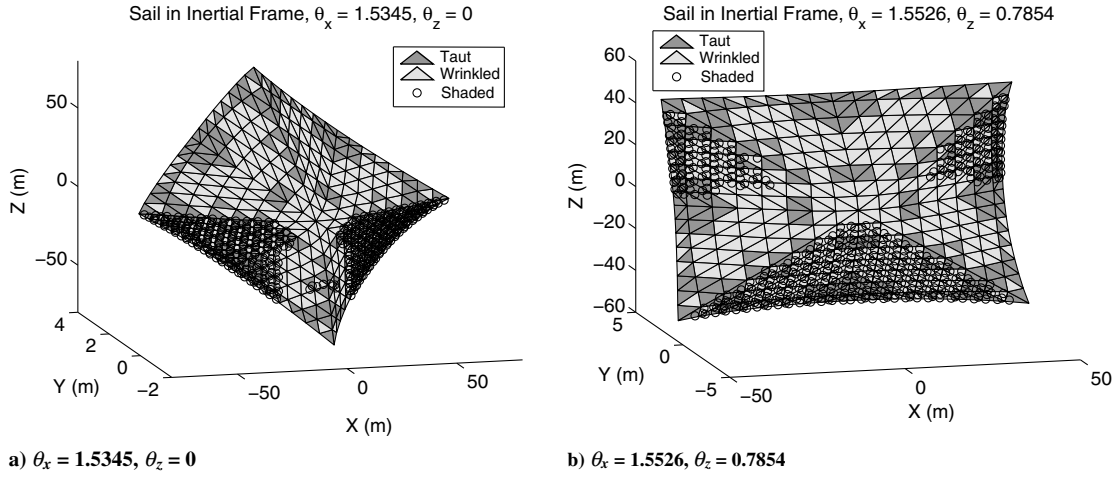 Sail in Inertial Frame, θx = 1.5345, θz = 0
Taut
Wrinkled
Shaded
50
0
−50
Z (m)
4
2
0
−2
Y (m)
−50
0
50
X (m)
a) θx = 1.5345, θz = 0
Sail in Inertial Frame, θx = 1.5526, θz = 0.7854
Taut
Wrinkled
Shaded
60
40
20
0
−20
−40
−60
Z (m)
5
0
−5
Y (m)
−50
0
50
X (m)
b) θx = 1.5526, θz = 0.7854